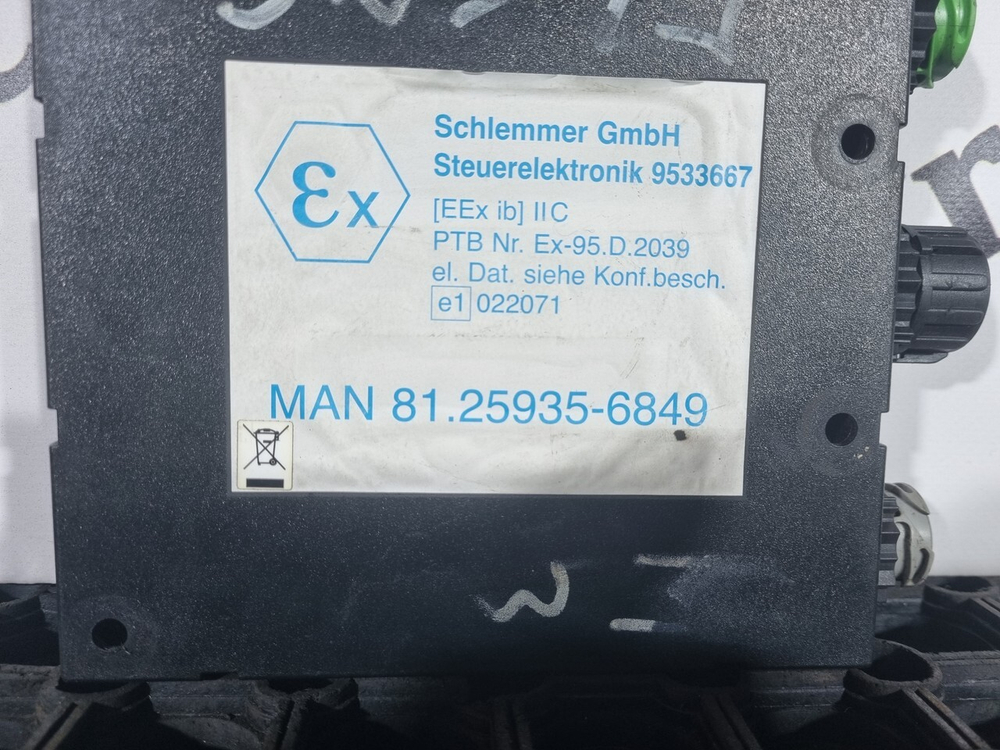 εx
Schlemmer GmbH
Steuerelektronik 9533667
[EEx ib] IIC
PTB Nr. Ex-95.D.2039
el. Dat. siehe Konf.besch.
e1 022071
MAN 81.25935-6849